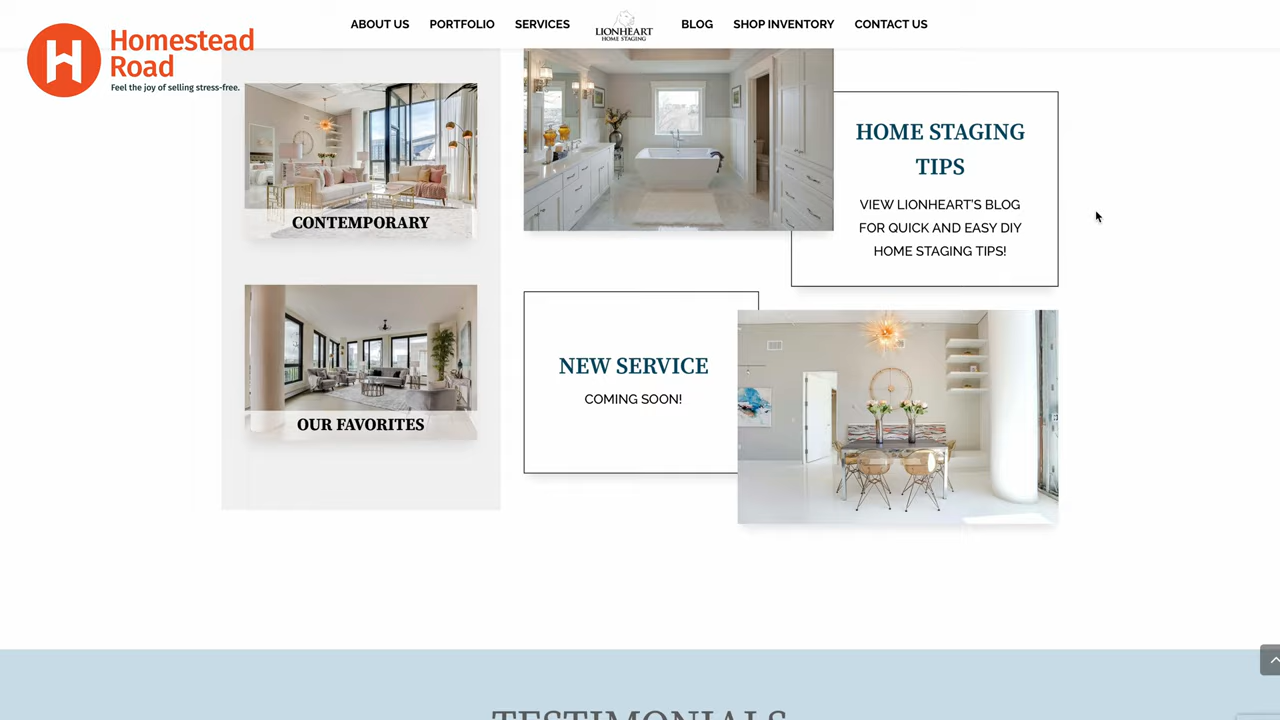 ABOUT US
PORTFOLIO
SERVICES
LIONHEART
HOME STAGING
BLOG
SHOP INVENTORY
CONTACT US
Homestead
Road
Feel the joy of selling stress-free.
CONTEMPORARY
OUR FAVORITES
HOME STAGING
TIPS
VIEW LIONHEART'S BLOG
FOR QUICK AND EASY DIY
HOME STAGING TIPS!
NEW SERVICE
COMING SOON!
TESTIMONIALS